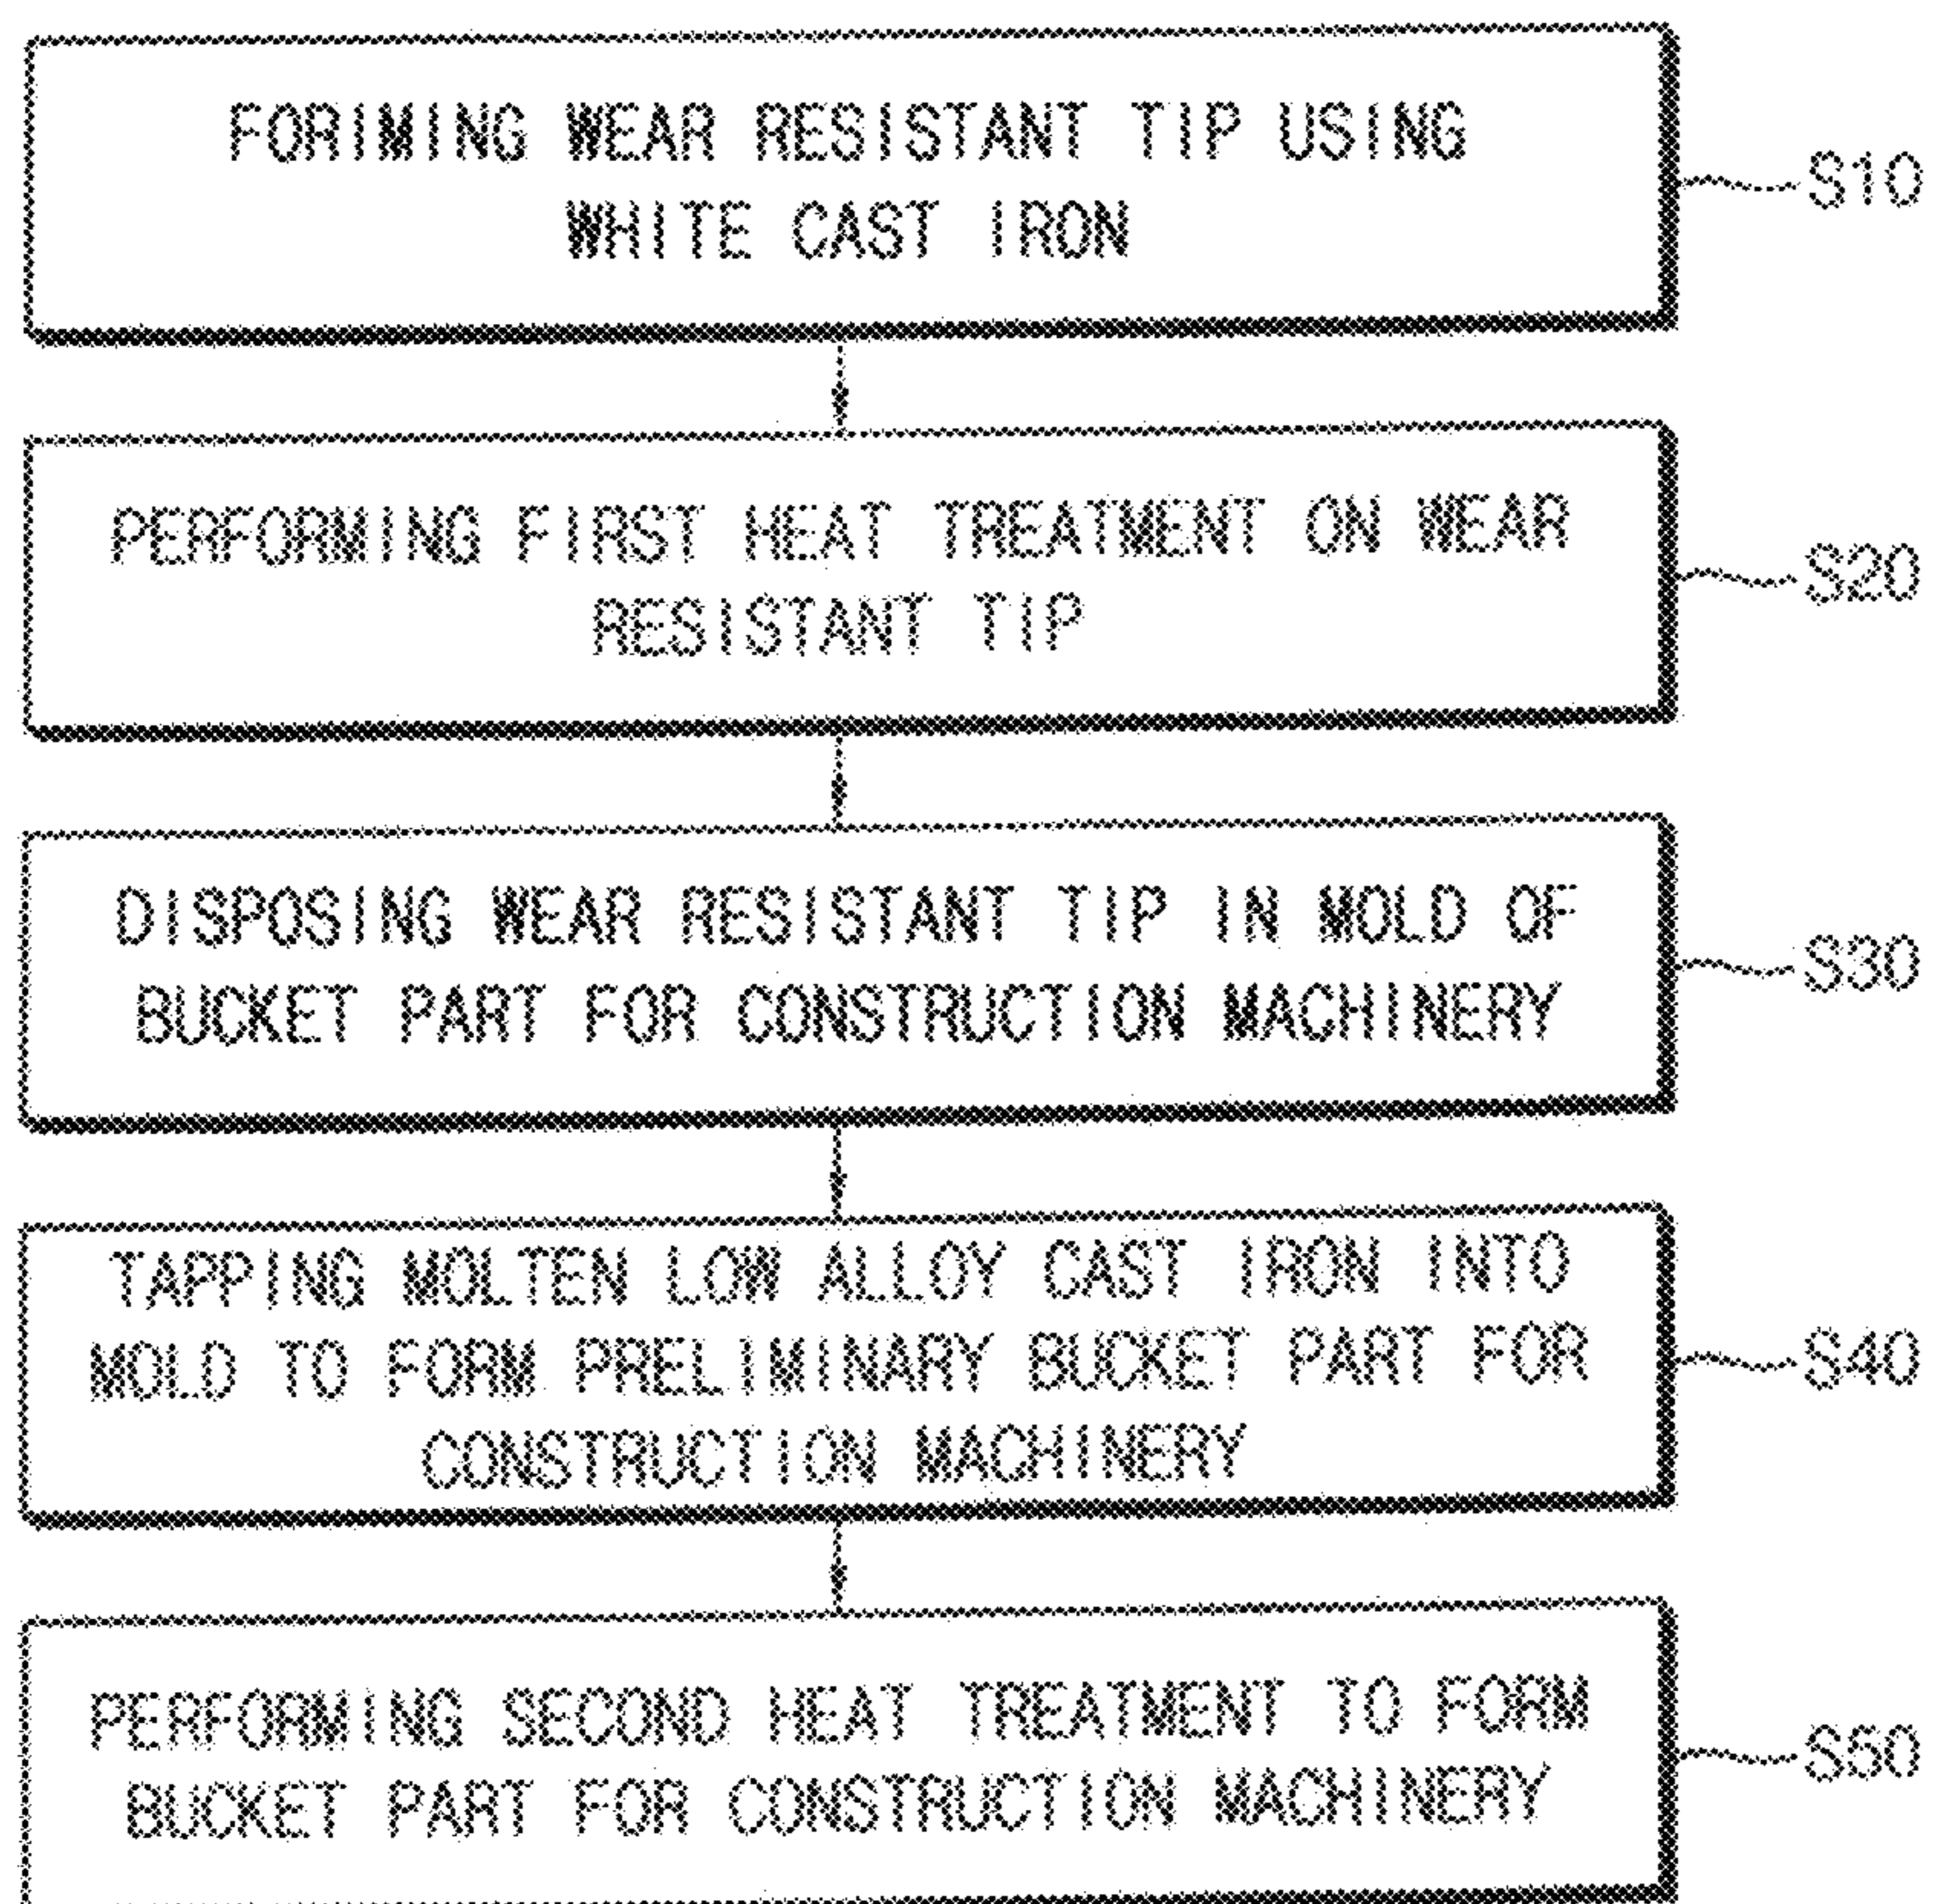 FORIMING WEAR RESISTANT TIP USING
WHITE CAST IRON
S10
PERFORMING FIRST HEAT TREATMENT ON WEAR
RESISTANT TIP
S20
DISPOSING WEAR RESISTANT TIP IN MOLD OF
BUCKET PART FOR CONSTRUCTION MACHINERY
S30
TAPPING MOLTEN LOW ALLOY CAST IRON INTO
MOLD TO FORM PRELIMINARY BUCKET PART FOR
CONSTRUCTION MACHINERY
S40
PERFORMING SECOND HEAT TREATMENT TO FORM
BUCKET PART FOR CONSTRUCTION MACHINERY
S50